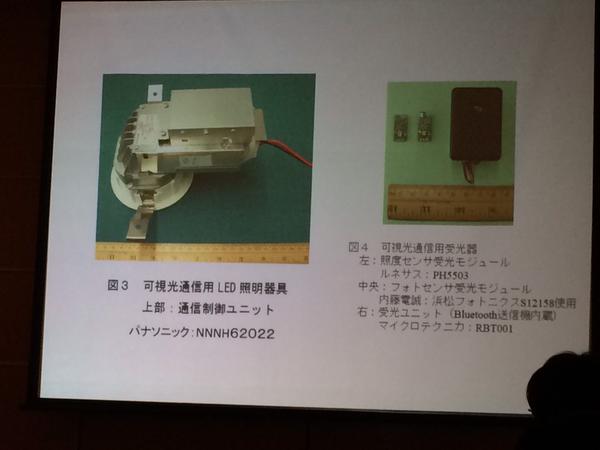 図3　可視光通信用LED照明器具
上部：通信制御ユニット
パナソニック：NNNH62022
図4　可視光通信用受光器
左：照度センサ受光モジュール
ルネサス：PH5503
中央：フォトセンサ受光モジュール
内藤電誠：浜松フォトニクスS12158使用
右：受光ユニット（Bluetooth送信機内蔵）
マイクロテクニカ：RBT001